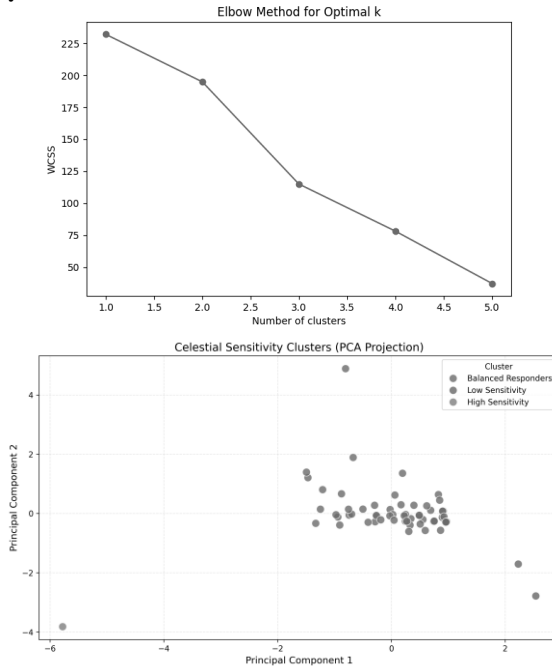 Elbow Method for Optimal k
225
200
175
150
125
100
75
50
WCSS
1.0 1.5 2.0 2.5 3.0 3.5 4.0 4.5 5.0
Number of clusters
Celestial Sensitivity Clusters (PCA Projection)
Cluster
Balanced Responders
Low Sensitivity
High Sensitivity
4
2
0
−2
−4
Principal Component 2
−6 −4 −2 0 2
Principal Component 1